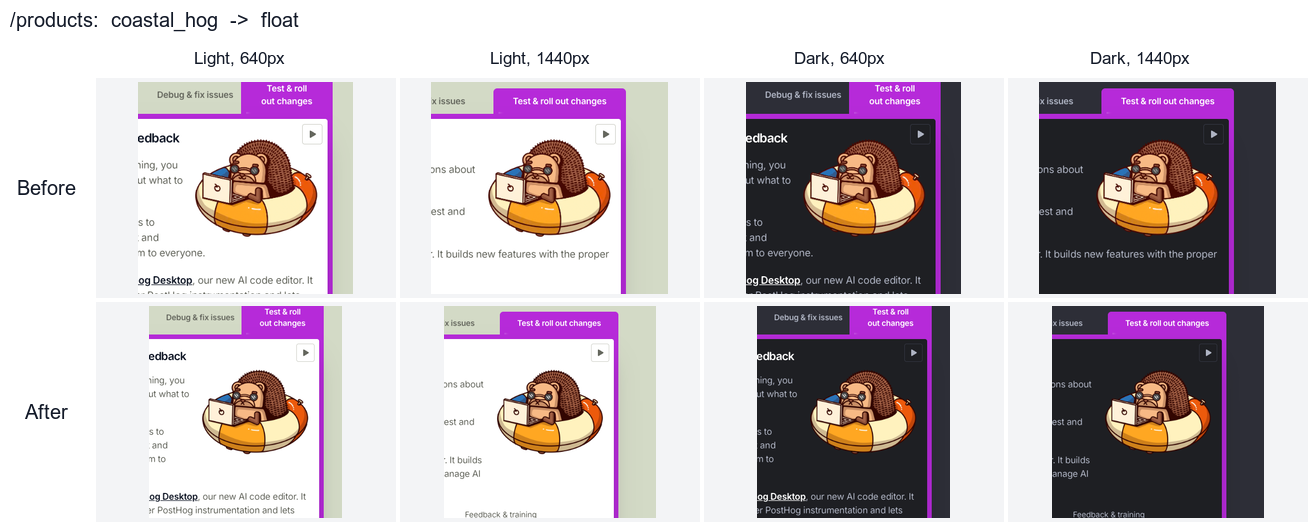 /products: coastal_hog -> float
Light, 640px
Light, 1440px
Dark, 640px
Dark, 1440px
Before
Debug & fix issues
Test & roll
out changes
edback
ning, you
ut what to
s to
and
m to everyone.
og Desktop, our new AI code editor. It
x issues
Test & roll out changes
ons about
est and
r. It builds new features with the proper
Debug & fix issues
Test & roll
out changes
edback
ning, you
ut what to
s to
and
m to everyone.
og Desktop, our new AI code editor. It
x issues
Test & roll out changes
ons about
est and
r. It builds new features with the proper
After
Debug & fix issues
Test & roll
out changes
edback
ning, you
ut what to
s to
and
m to
og Desktop, our new AI code editor. It
er PostHog instrumentation and lets
x issues
Test & roll out changes
ons about
est and
r. It builds
anage AI
Feedback & training
Debug & fix issues
Test & roll
out changes
edback
ning, you
ut what to
s to
and
m to
og Desktop, our new AI code editor. It
er PostHog instrumentation and lets
x issues
Test & roll out changes
ons about
est and
r. It builds
anage AI
Feedback & training